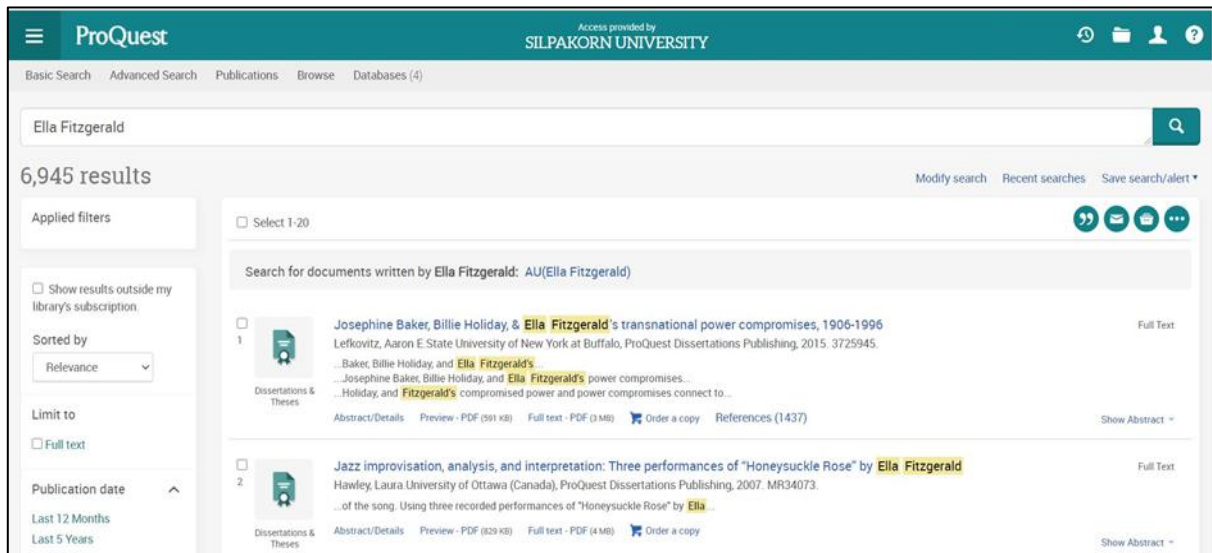 ProQuest
Access provided by
SILPAKORN UNIVERSITY
Basic Search Advanced Search Publications Browse Databases (4)
Ella Fitzgerald
6,945 results
Modify search Recent searches Save search/alert
Applied filters
Show results outside my
library's subscription
Sorted by
Relevance
Limit to
Full text
Publication date
Last 12 Months
Last 5 Years
Select 1-20
Search for documents written by Ella Fitzgerald: AU(Ella Fitzgerald)
1
Dissertations &
Theses
Josephine Baker, Billie Holiday, & Ella Fitzgerald's transnational power compromises, 1906-1996
Full Text
Lefkovitz, Aaron E.State University of New York at Buffalo, ProQuest Dissertations Publishing, 2015. 3725945.
...Baker, Billie Holiday, and Ella Fitzgerald's...
...Josephine Baker, Billie Holiday, and Ella Fitzgerald's power compromises...
...Holiday, and Fitzgerald's compromised power and power compromises connect to...
Abstract/Details Preview - PDF (591 KB) Full text - PDF (3 MB) Order a copy References (1437)
Show Abstract
2
Dissertations &
Theses
Jazz improvisation, analysis, and interpretation: Three performances of "Honeysuckle Rose" by Ella Fitzgerald
Full Text
Hawley, Laura.University of Ottawa (Canada), ProQuest Dissertations Publishing, 2007. MR34073.
...of the song. Using three recorded performances of "Honeysuckle Rose" by Ella...
Abstract/Details Preview - PDF (829 KB) Full text - PDF (4 MB) Order a copy
Show Abstract